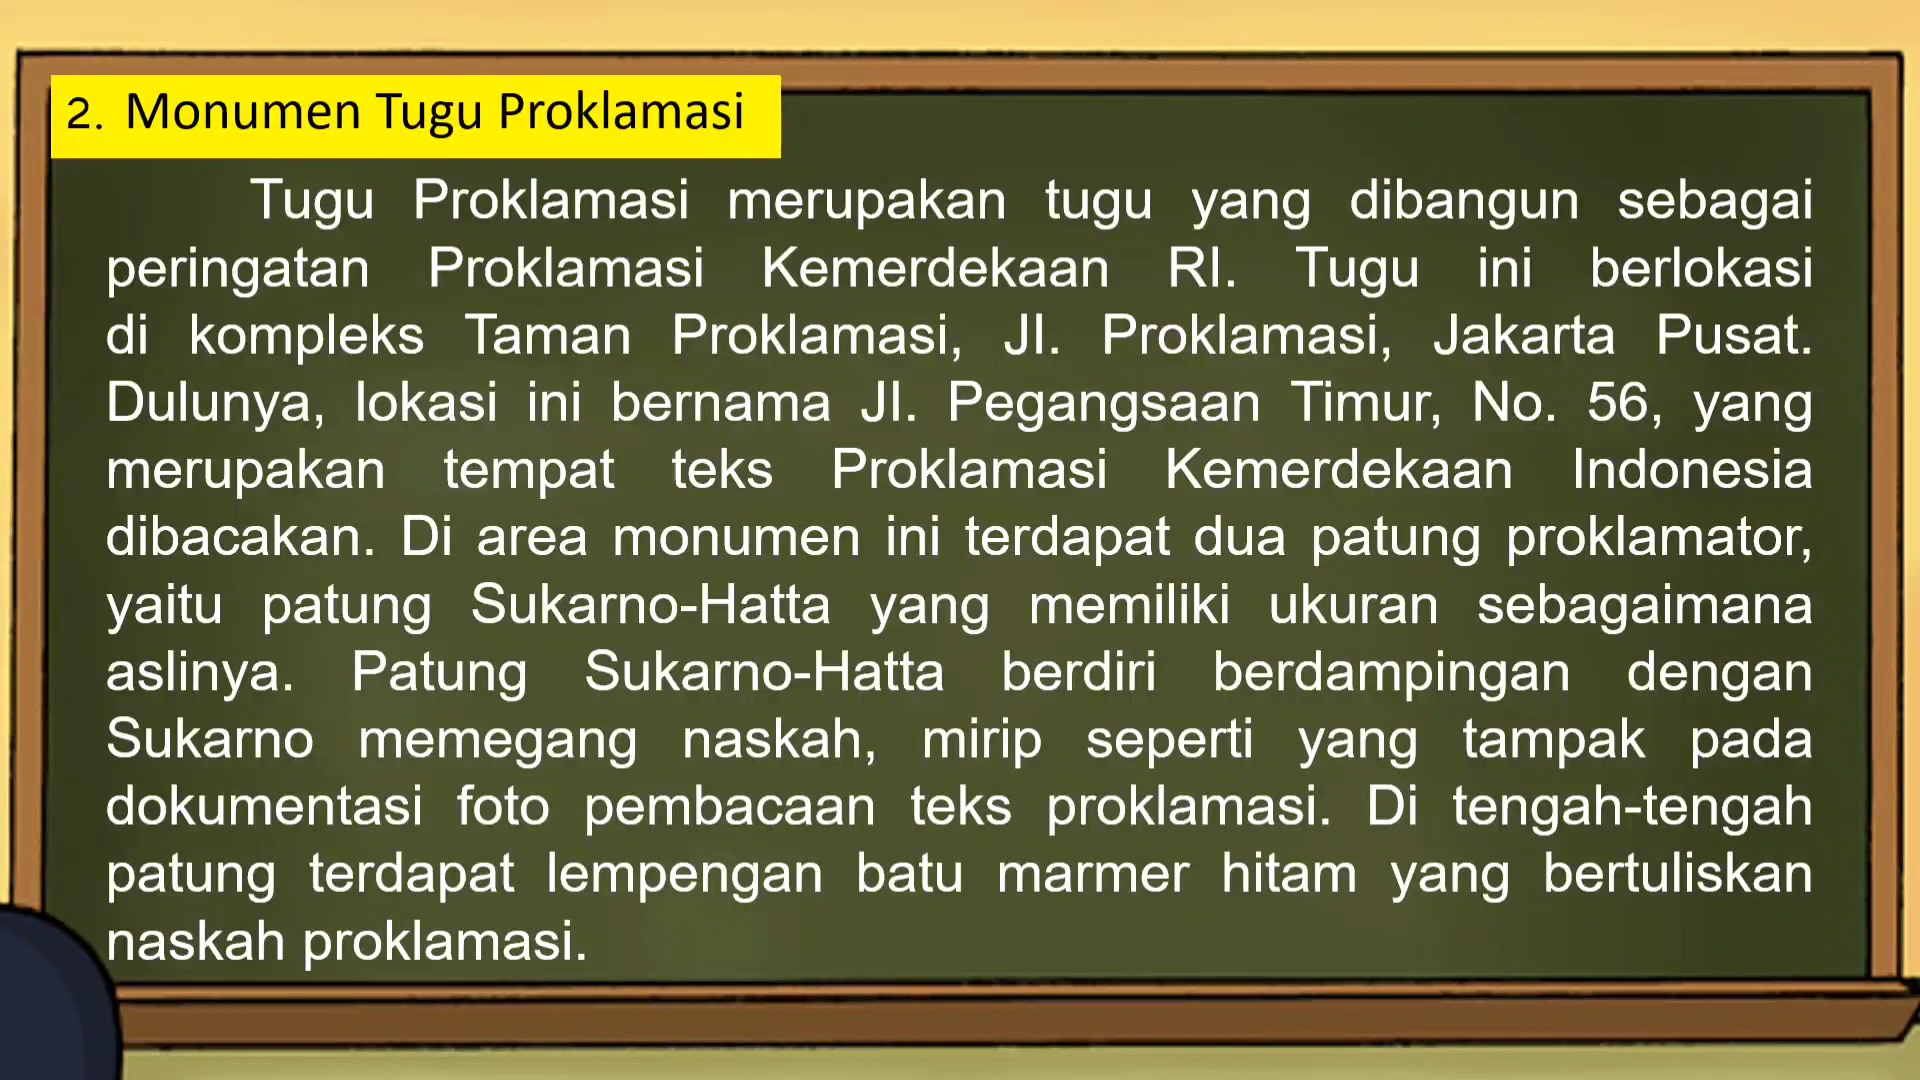 2. Monumen Tugu Proklamasi
Tugu Proklamasi merupakan tugu yang dibangun sebagai
peringatan Proklamasi Kemerdekaan RI. Tugu ini berlokasi
di kompleks Taman Proklamasi, Jl. Proklamasi, Jakarta Pusat.
Dulunya, lokasi ini bernama Jl. Pegangsaan Timur, No. 56, yang
merupakan tempat teks Proklamasi Kemerdekaan Indonesia
dibacakan. Di area monumen ini terdapat dua patung proklamator,
yaitu patung Sukarno-Hatta yang memiliki ukuran sebagaimana
aslinya. Patung Sukarno-Hatta berdiri berdampingan dengan
Sukarno memegang naskah, mirip seperti yang tampak pada
dokumentasi foto pembacaan teks proklamasi. Di tengah-tengah
patung terdapat lempengan batu marmer hitam yang bertuliskan
naskah proklamasi.